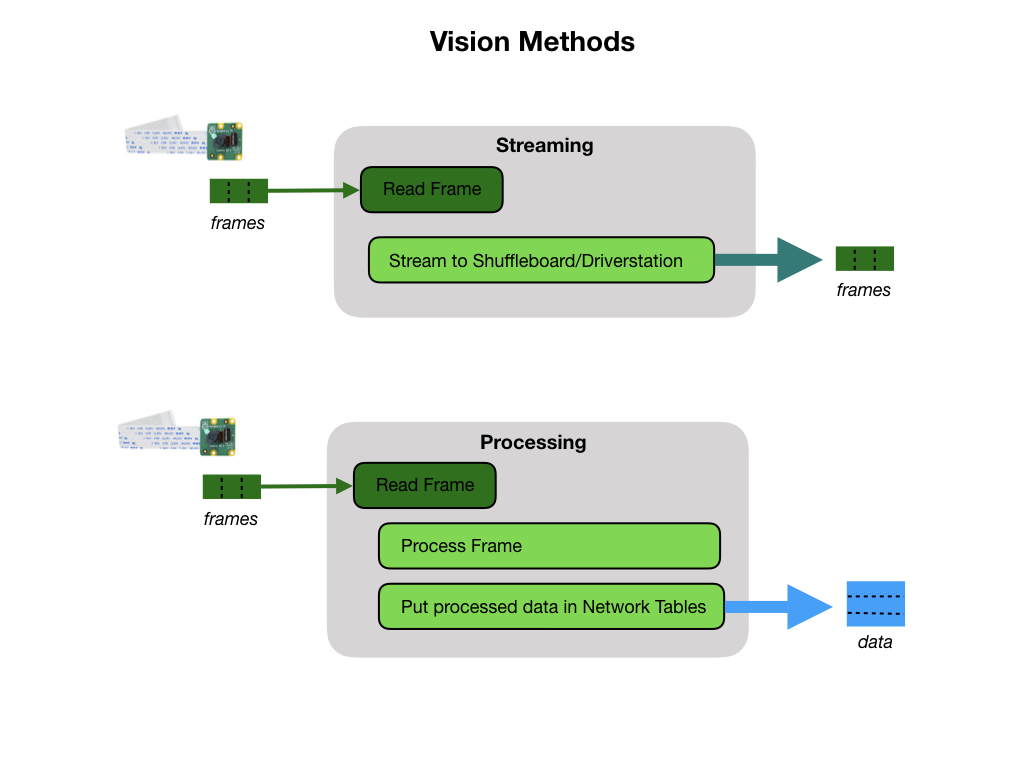 Vision Methods
Streaming
Read Frame
frames
Stream to Shuffleboard/Driverstation
frames
Processing
Read Frame
frames
Process Frame
Put processed data in Network Tables
data